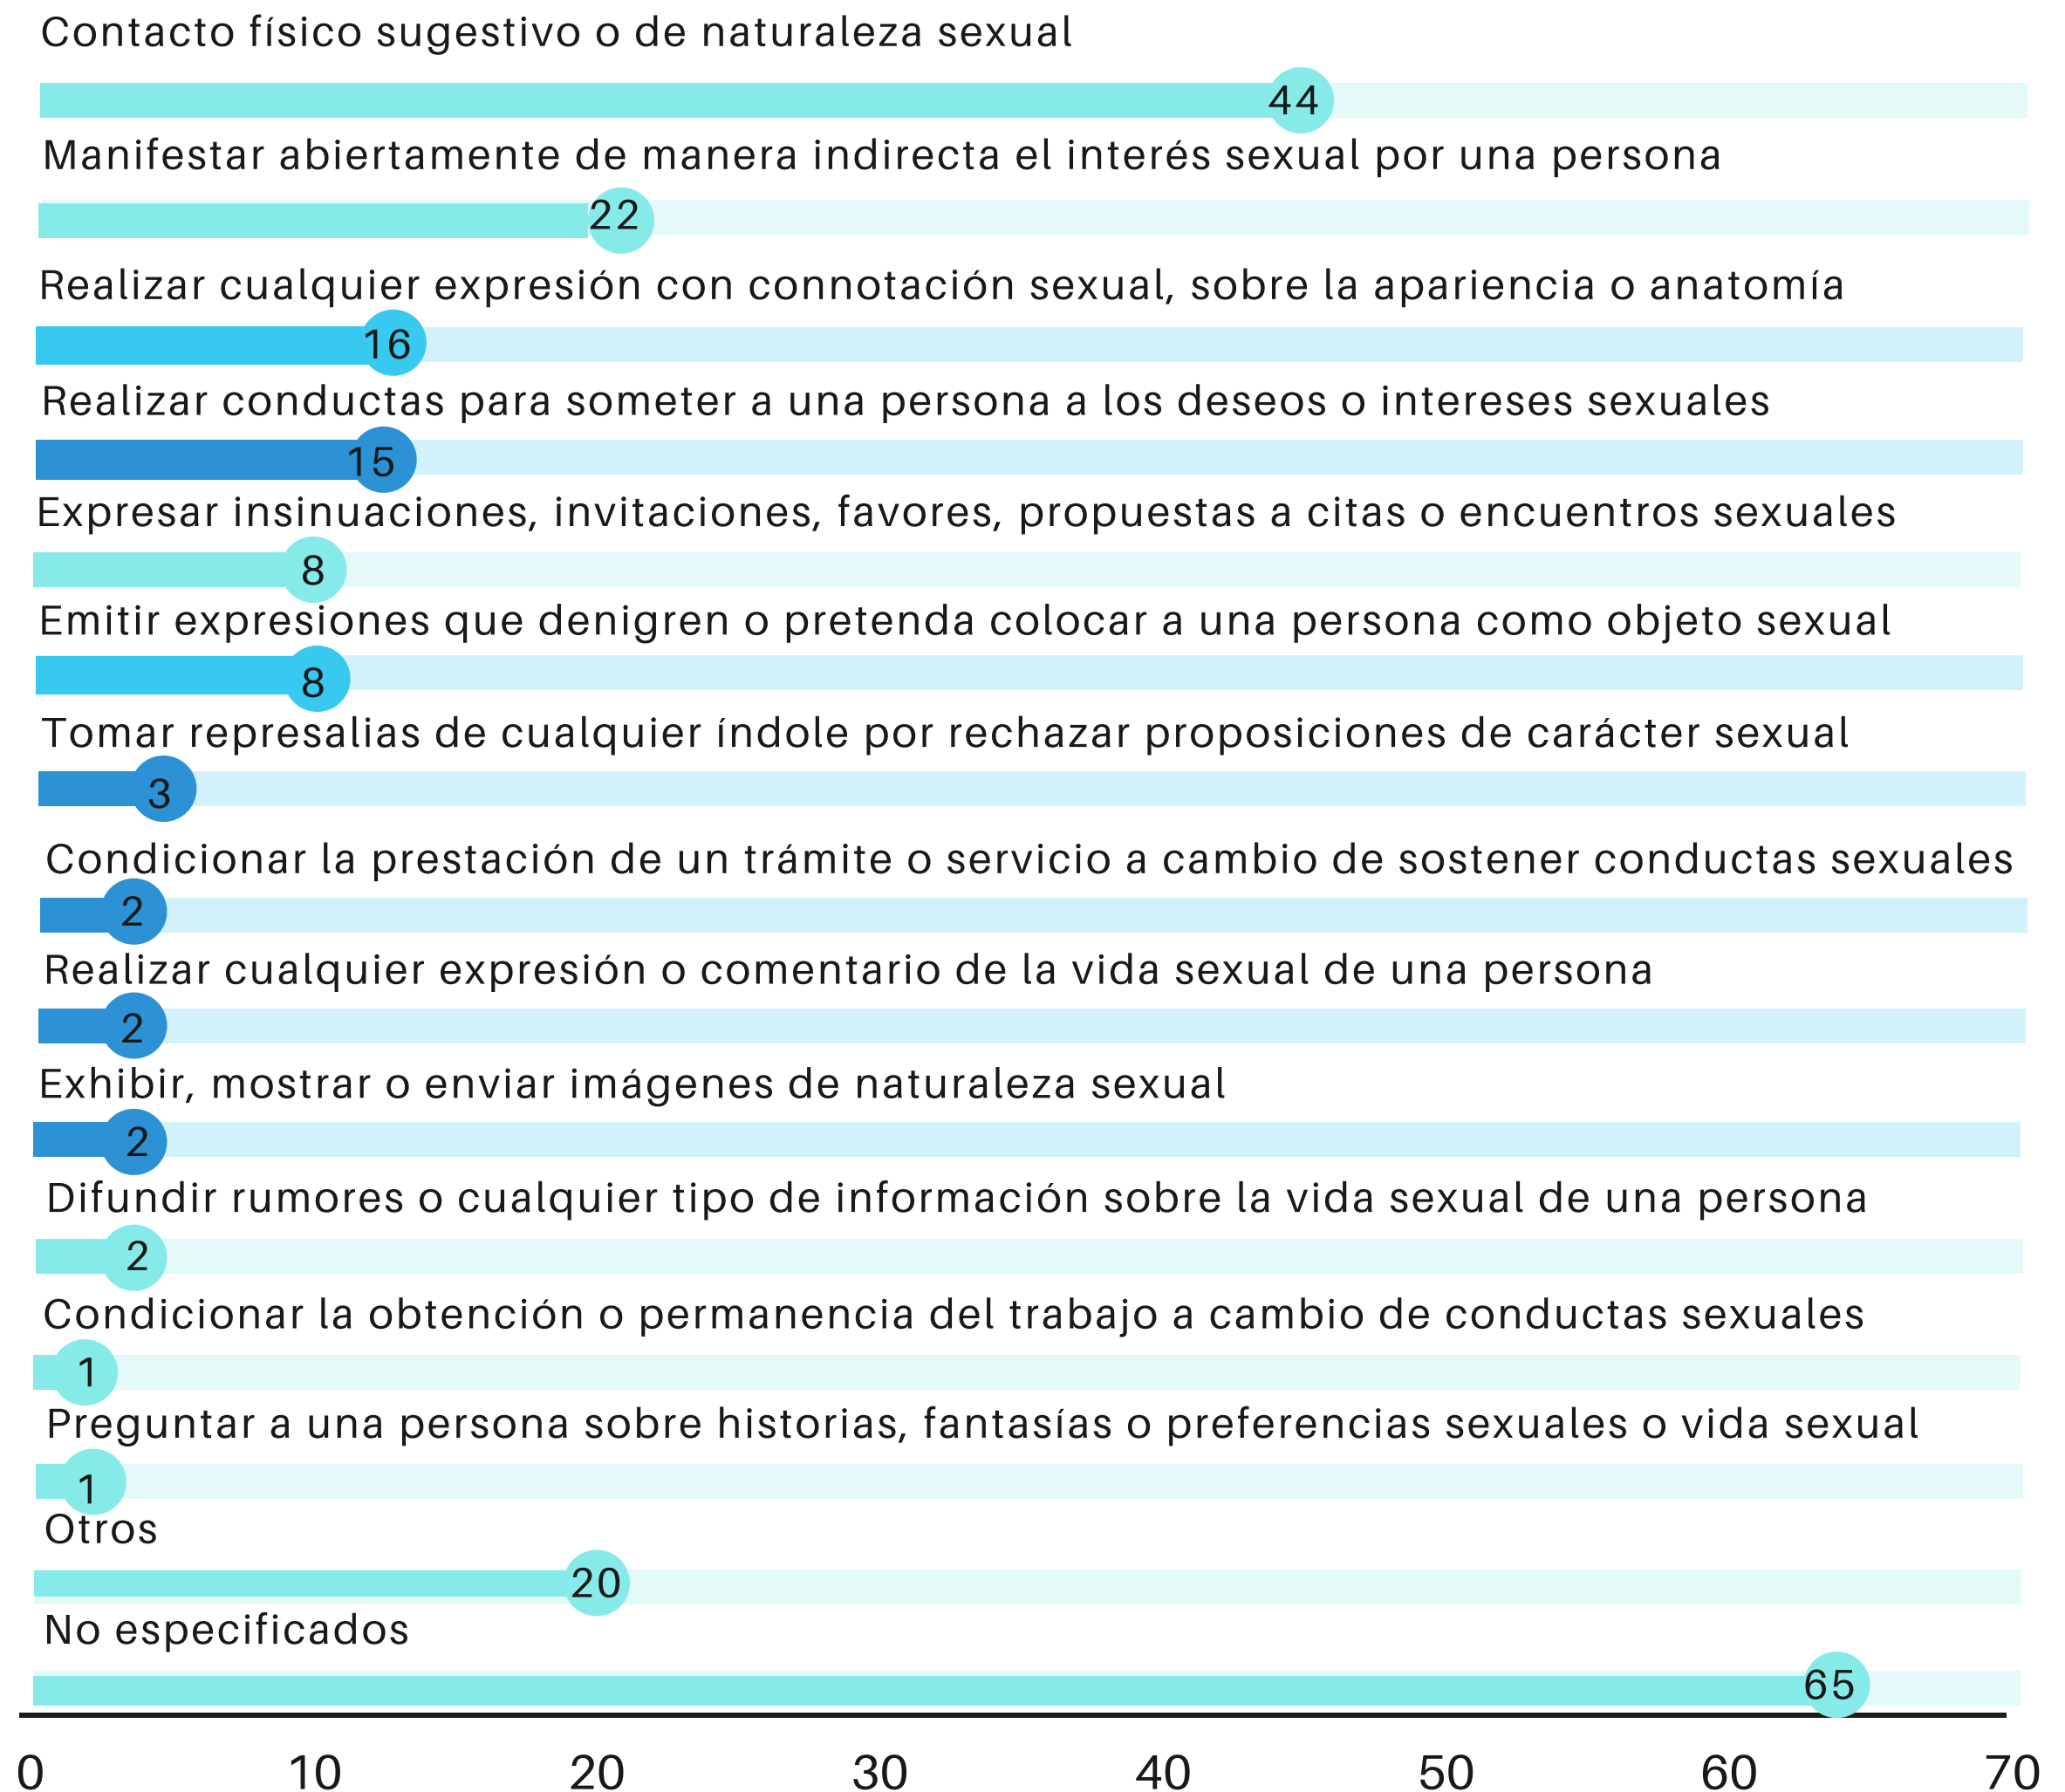 Contacto físico sugestivo o de naturaleza sexual
44
Manifestar abiertamente de manera indirecta el interés sexual por una persona
22
Realizar cualquier expresión con connotación sexual, sobre la apariencia o anatomía
16
Realizar conductas para someter a una persona a los deseos o intereses sexuales
15
Expresar insinuaciones, invitaciones, favores, propuestas a citas o encuentros sexuales
8
Emitir expresiones que denigren o pretenda colocar a una persona como objeto sexual
8
Tomar represalias de cualquier índole por rechazar proposiciones de carácter sexual
3
Condicionar la prestación de un trámite o servicio a cambio de sostener conductas sexuales
2
Realizar cualquier expresión o comentario de la vida sexual de una persona
2
Exhibir, mostrar o enviar imágenes de naturaleza sexual
2
Difundir rumores o cualquier tipo de información sobre la vida sexual de una persona
2
Condicionar la obtención o permanencia del trabajo a cambio de conductas sexuales
1
Preguntar a una persona sobre historias, fantasías o preferencias sexuales o vida sexual
1
Otros
20
No especificados
65
0 10 20 30 40 50 60 70